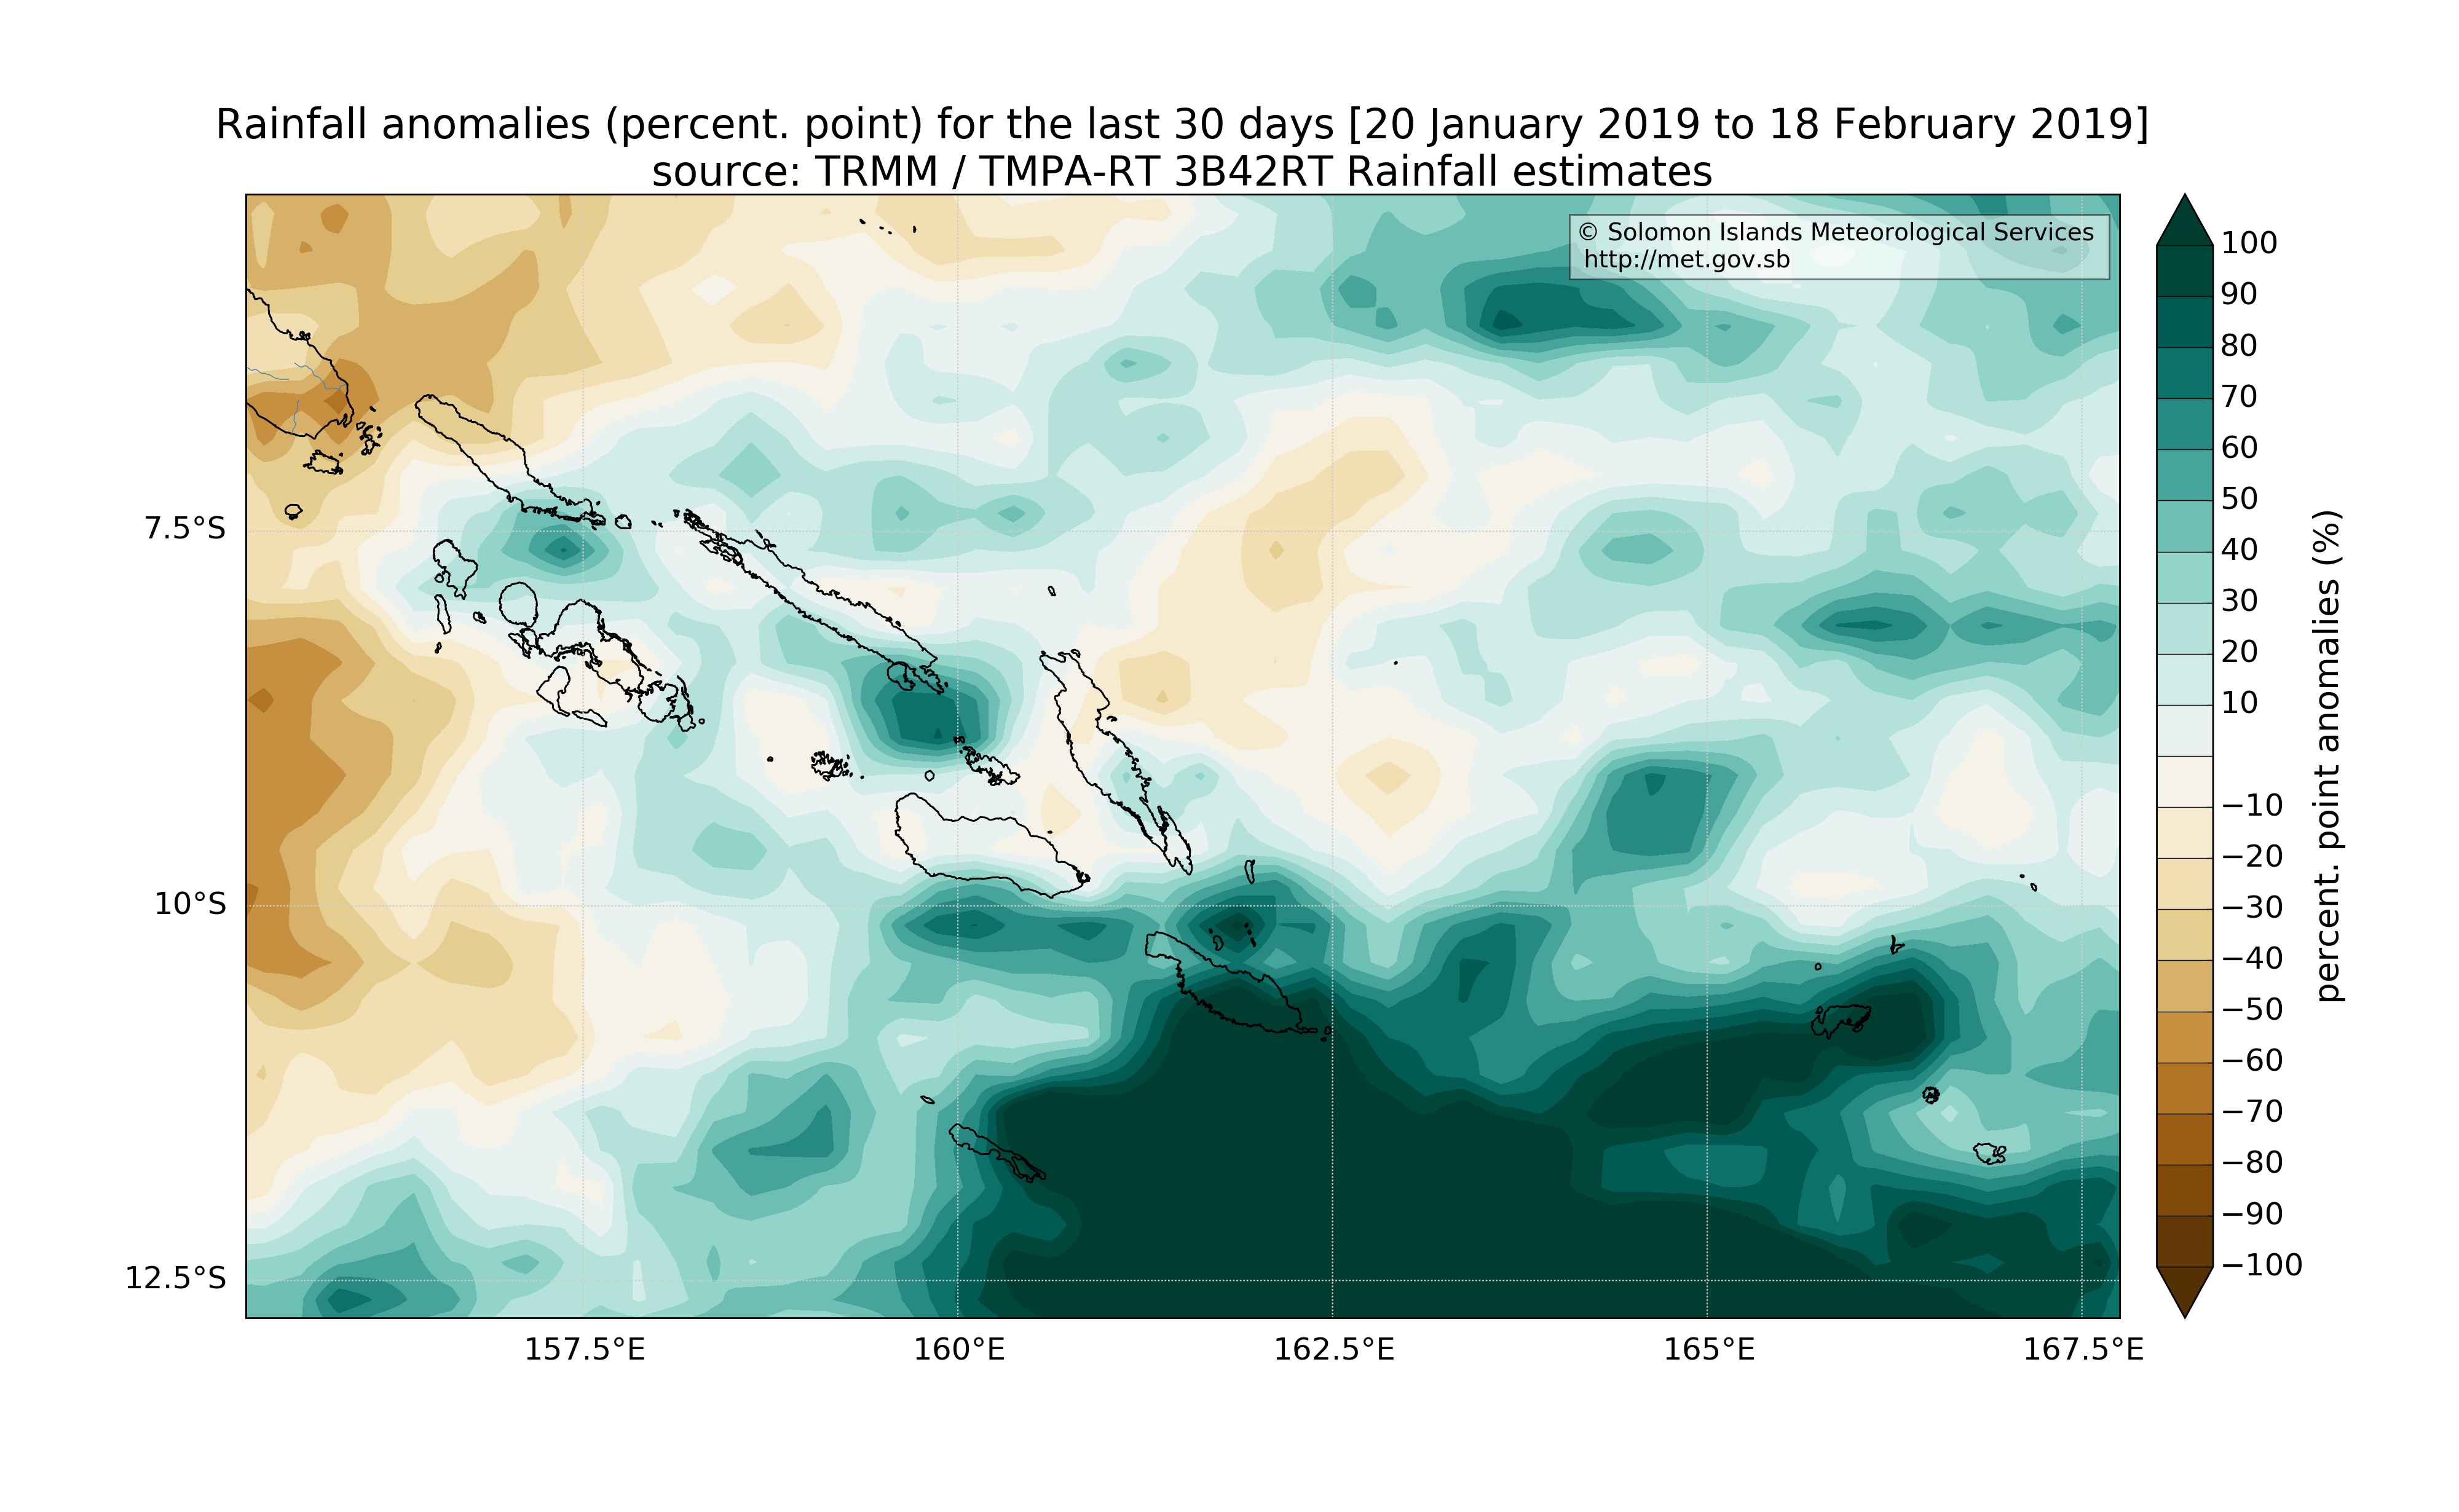 Rainfall anomalies (percent. point) for the last 30 days [20 January 2019 to 18 February 2019]
source: TRMM / TMPA-RT 3B42RT Rainfall estimates
© Solomon Islands Meteorological Services
http://met.gov.sb
7.5°S
10°S
12.5°S
157.5°E
160°E
162.5°E
165°E
167.5°E
100
90
80
70
60
50
40
30
20
10
−10
−20
−30
−40
−50
−60
−70
−80
−90
−100
percent. point anomalies (%)